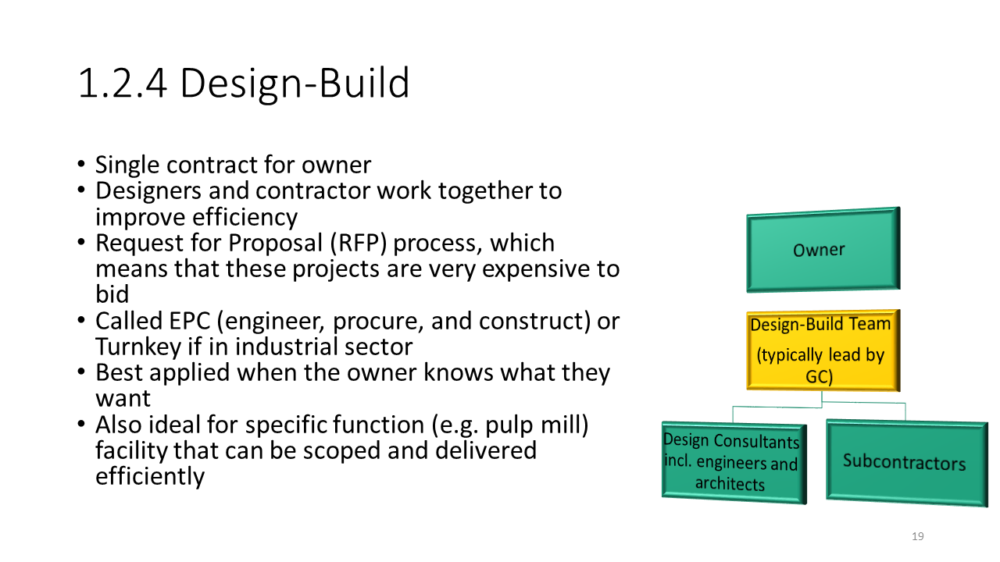 1.2.4 Design-Build
• Single contract for owner
• Designers and contractor work together to
improve efficiency
• Request for Proposal (RFP) process, which
means that these projects are very expensive to
bid
• Called EPC (engineer, procure, and construct) or
Turnkey if in industrial sector
• Best applied when the owner knows what they
want
• Also ideal for specific function (e.g. pulp mill)
facility that can be scoped and delivered
efficiently
Owner
Design-Build Team
(typically lead by
GC)
Design Consultants
incl. engineers and
architects
Subcontractors
19